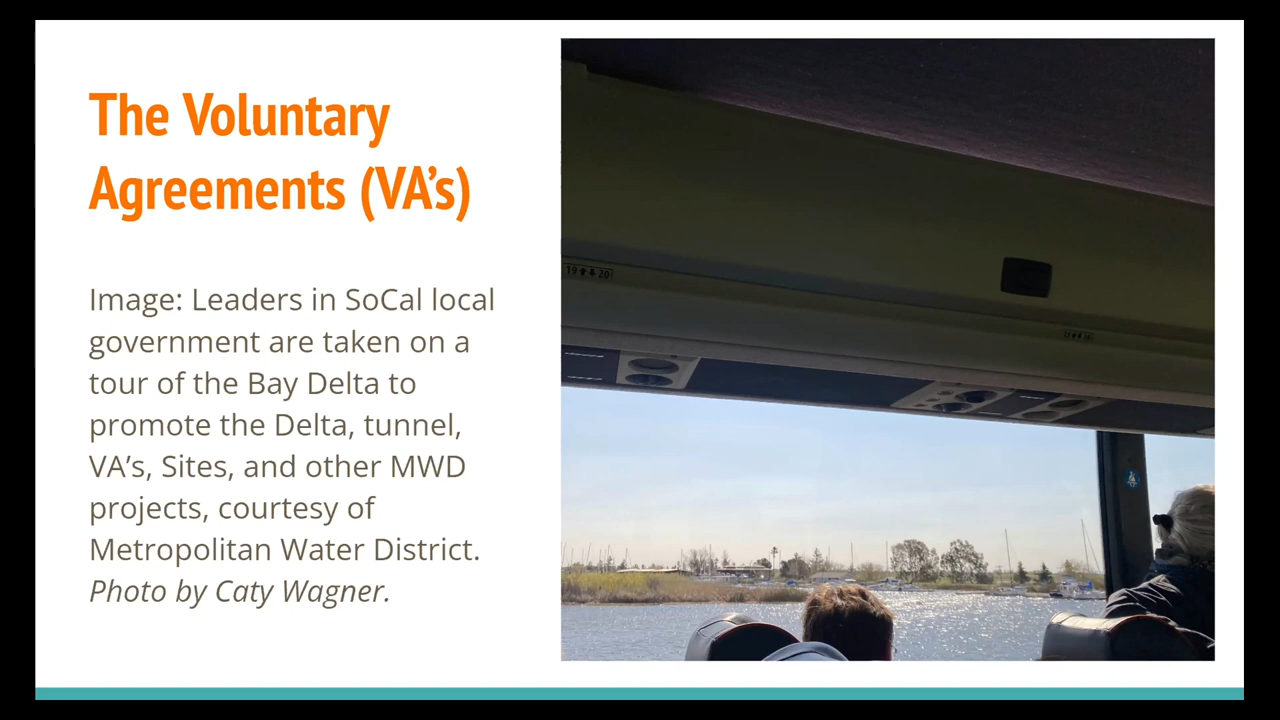 The Voluntary
Agreements (VA’s)
Image: Leaders in SoCal local
government are taken on a
tour of the Bay Delta to
promote the Delta, tunnel,
VA’s, Sites, and other MWD
projects, courtesy of
Metropolitan Water District.
Photo by Caty Wagner.
19 20